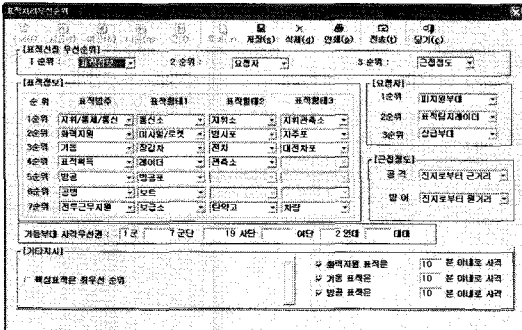 표적처리우선순위
저장(s) 삭제(d) 인쇄(p) 전송(t) 닫기(c)
[표적선정 우선순위]
1 순위 : 2 순위 : 요청자 3 순위 : 근접정도
[표적정보]
순 위 표적범주 표적형태1 표적형태2 표적형태3
1순위 지휘/통제/통신 통신소 지휘소 지휘관측소
2순위 화력지원 미사일/로켓 방사포 자주포
3순위 기동 장갑차 전차 대전차포
4순위 표적획득 레이더 관측소
5순위 방공 방공포
6순위 공병 보트
7순위 전투근무지원 보급소 탄약고 차량
[요청자]
1순위 피지원부대
2순위 표적탐지레이더
3순위 상급부대
[근접정도]
공 격 진지로부터 근거리
방 어 진지로부터 원거리
기동부대 사격우선권 : 1 군 7 군단 19 사단 여단 2 연대 대대
[기타지시]
핵심표적은 최우선 순위
화력지원 표적은 10 분 이내로 사격
기동 표적은 10 분 이내로 사격
방공 표적은 10 분 이내로 사격